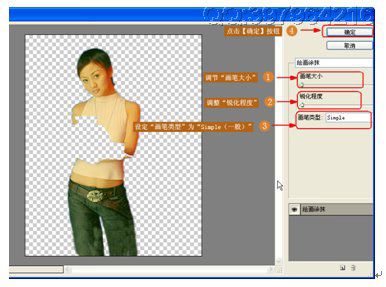 点击【确定】按钮 ④
确定
取消
绘画涂抹
调节“画笔大小” ①
画笔大小
调整“锐化程度” ②
锐化程度
设定“画笔类型”为“Simple（一般）” ③
画笔类型: Simple
绘画涂抹